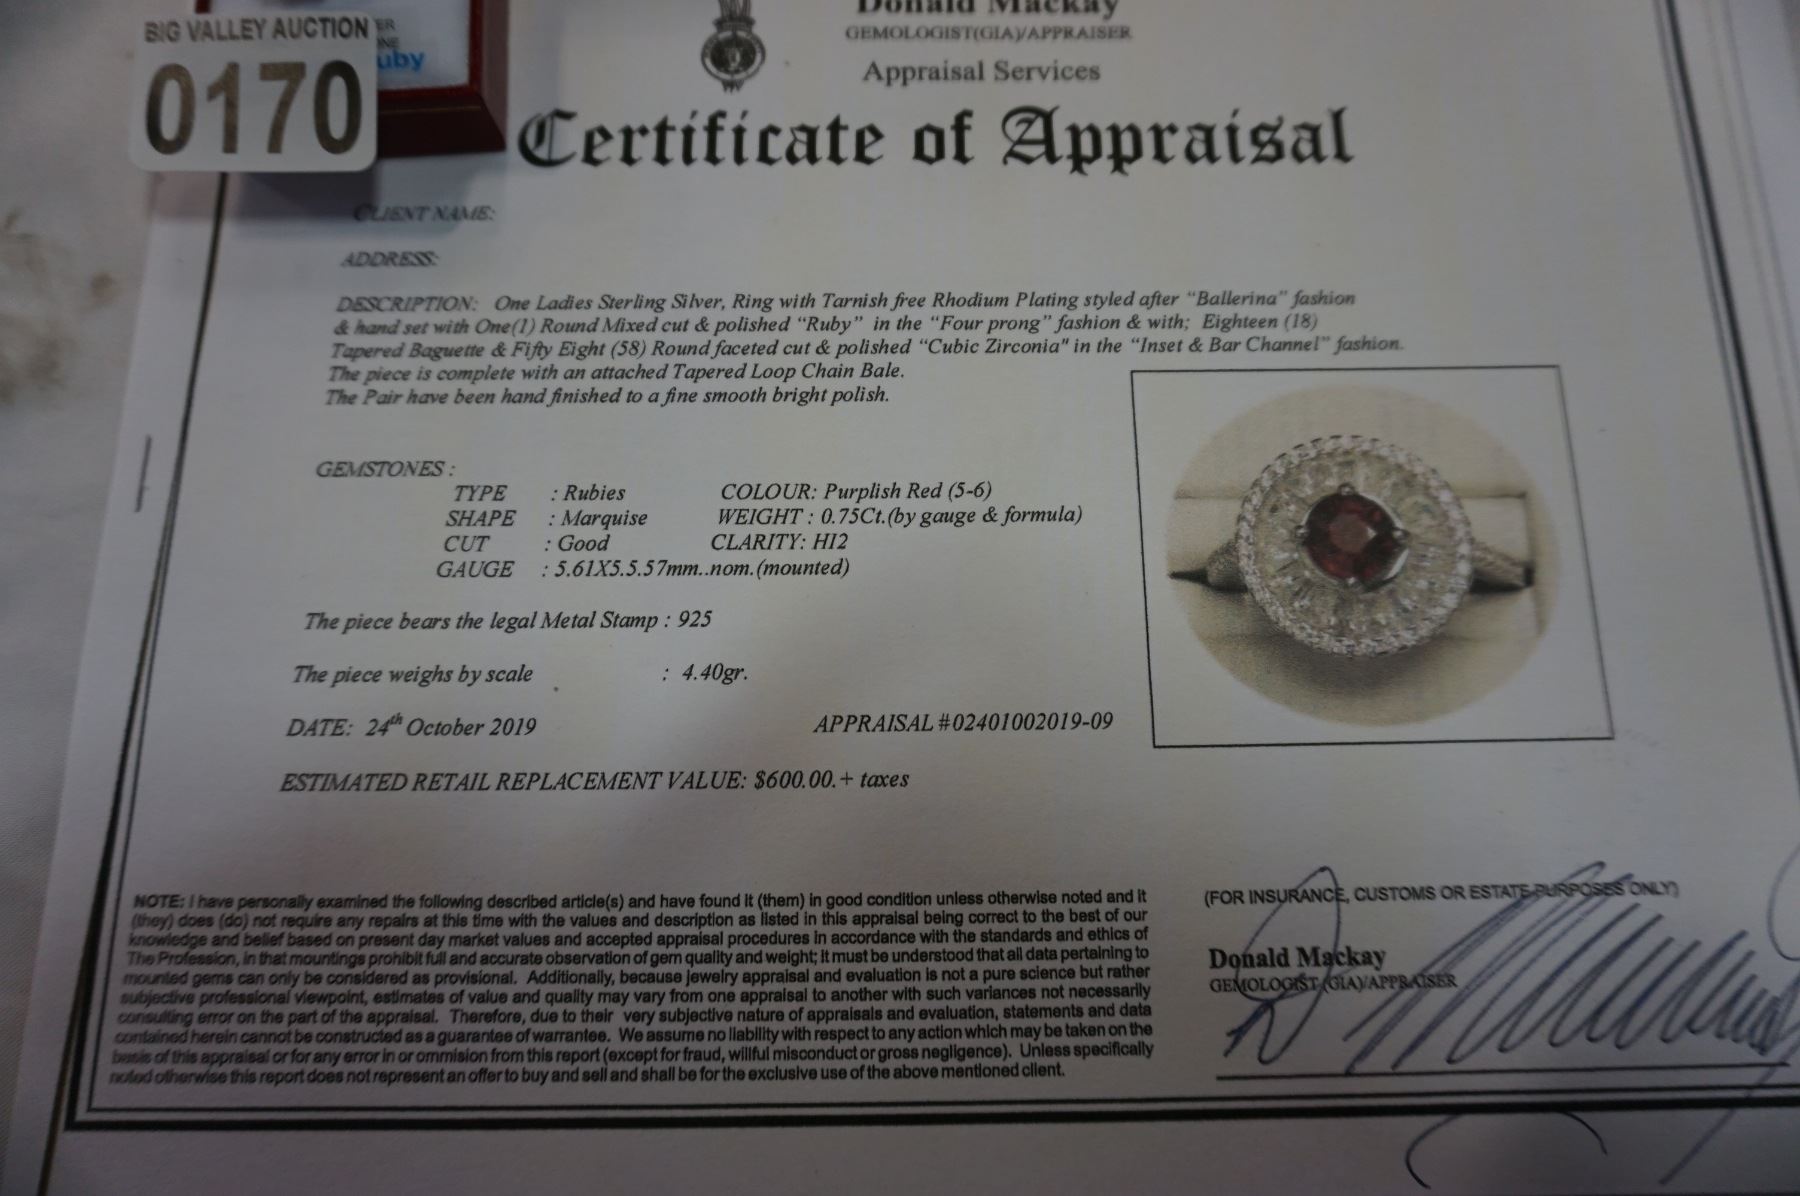 BIG VALLEY AUCTION
0170
uby
Donald Mackay
GEMOLOGIST(GIA)/APPRAISER
Appraisal Services
Certificate of Appraisal
CLIENT NAME:
ADDRESS:
DESCRIPTION: One Ladies Sterling Silver, Ring with Tarnish free Rhodium Plating styled after "Ballerina" fashion
& hand set with One(1) Round Mixed cut & polished "Ruby" in the "Four prong" fashion & with; Eighteen (18)
Tapered Baguette & Fifty Eight (58) Round faceted cut & polished "Cubic Zirconia" in the "Inset & Bar Channel" fashion.
The piece is complete with an attached Tapered Loop Chain Bale.
The Pair have been hand finished to a fine smooth bright polish.
GEMSTONES :
TYPE : Rubies COLOUR: Purplish Red (5-6)
SHAPE : Marquise WEIGHT : 0.75Ct.(by gauge & formula)
CUT : Good CLARITY: HI2
GAUGE : 5.61X5.5.57mm..nom.(mounted)
The piece bears the legal Metal Stamp : 925
The piece weighs by scale : 4.40gr.
DATE: 24th October 2019 APPRAISAL #02401002019-09
ESTIMATED RETAIL REPLACEMENT VALUE: $600.00.+ taxes
NOTE: I have personally examined the following described article(s) and have found it (them) in good condition unless otherwise noted and it
(they) does (do) not require any repairs at this time with the values and description as listed in this appraisal being correct to the best of our
knowledge and belief based on present day market values and accepted appraisal procedures in accordance with the standards and ethics of
The Profession, in that mountings prohibit full and accurate observation of gem quality and weight; it must be understood that all data pertaining to
mounted gems can only be considered as provisional. Additionally, because jewelry appraisal and evaluation is not a pure science but rather
subjective professional viewpoint, estimates of value and quality may vary from one appraisal to another with such variances not necessarily
consulting error on the part of the appraisal. Therefore, due to their very subjective nature of appraisals and evaluation, statements and data
contained herein cannot be constructed as a guarantee of warrantee. We assume no liability with respect to any action which may be taken on the
basis of this appraisal or for any error in or ommision from this report (except for fraud, willful misconduct or gross negligence). Unless specifically
noted otherwise this report does not represent an offer to buy and sell and shall be for the exclusive use of the above mentioned client.
(FOR INSURANCE, CUSTOMS OR ESTATE PURPOSES ONLY)
Donald Mackay
GEMOLOGIST (GIA)/APPRAISER